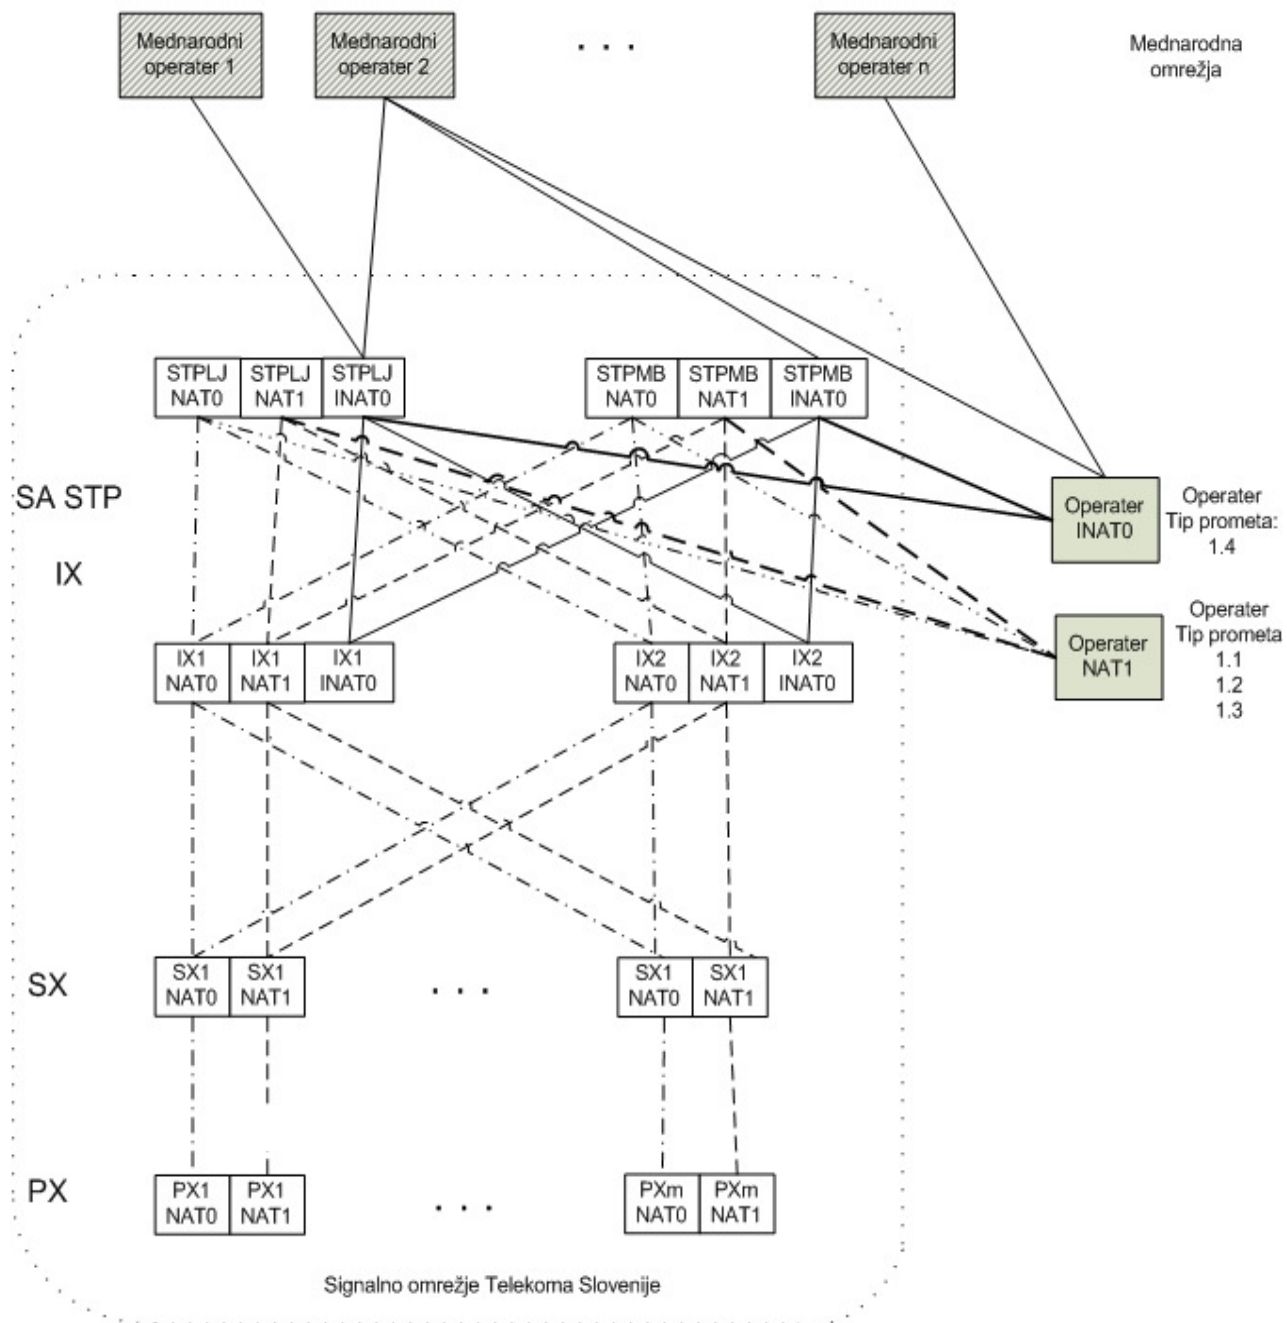 Mednarodni
operater 1
Mednarodni
operater 2
. . .
Mednarodni
operater n
Mednarodna
omrežja
STPLJ
NAT0
STPLJ
NAT1
STPLJ
INAT0
STPMB
NAT0
STPMB
NAT1
STPMB
INAT0
SA STP
IX
Operater
INAT0
Operater
Tip prometa:
1.4
IX1
NAT0
IX1
NAT1
IX1
INAT0
IX2
NAT0
IX2
NAT1
IX2
INAT0
Operater
NAT1
Operater
Tip prometa
1.1
1.2
1.3
SX
SX1
NAT0
SX1
NAT1
. . .
SX1
NAT0
SX1
NAT1
PX
PX1
NAT0
PX1
NAT1
. . .
PXm
NAT0
PXm
NAT1
Signalno omrežje Telekoma Slovenije